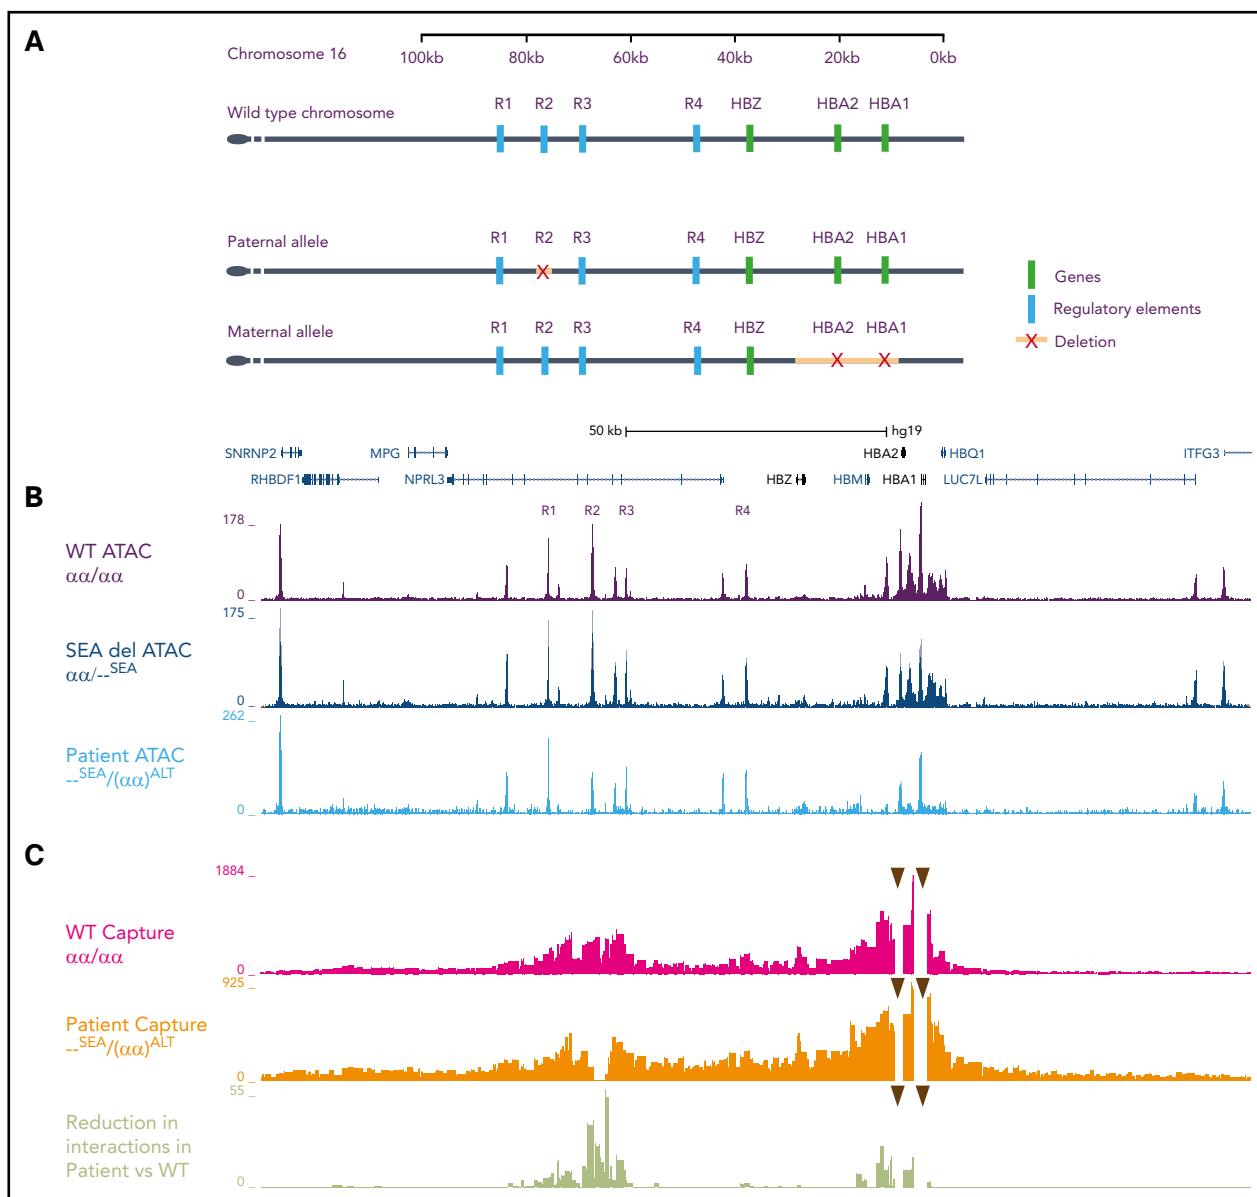 A
Chromosome 16
100kb 80kb 60kb 40kb 20kb 0kb
Wild type chromosome
R1 R2 R3 R4 HBZ HBA2 HBA1
Paternal allele
R1 R2 R3 R4 HBZ HBA2 HBA1
Genes
Regulatory elements
Deletion
Maternal allele
R1 R2 R3 R4 HBZ HBA2 HBA1
50 kb hg19
SNRNP2 MPG HBA2 HBQ1 ITFG3
RHBDF1 NPRL3 HBZ HBM HBA1 LUC7L
B
R1 R2 R3 R4
178
WT ATAC
αα/αα
0
175
SEA del ATAC
αα/--SEA
0
262
Patient ATAC
--SEA/(αα)ALT
0
C
1884
WT Capture
αα/αα
0
925
Patient Capture
--SEA/(αα)ALT
0
55
Reduction in
interactions in
Patient vs WT
0